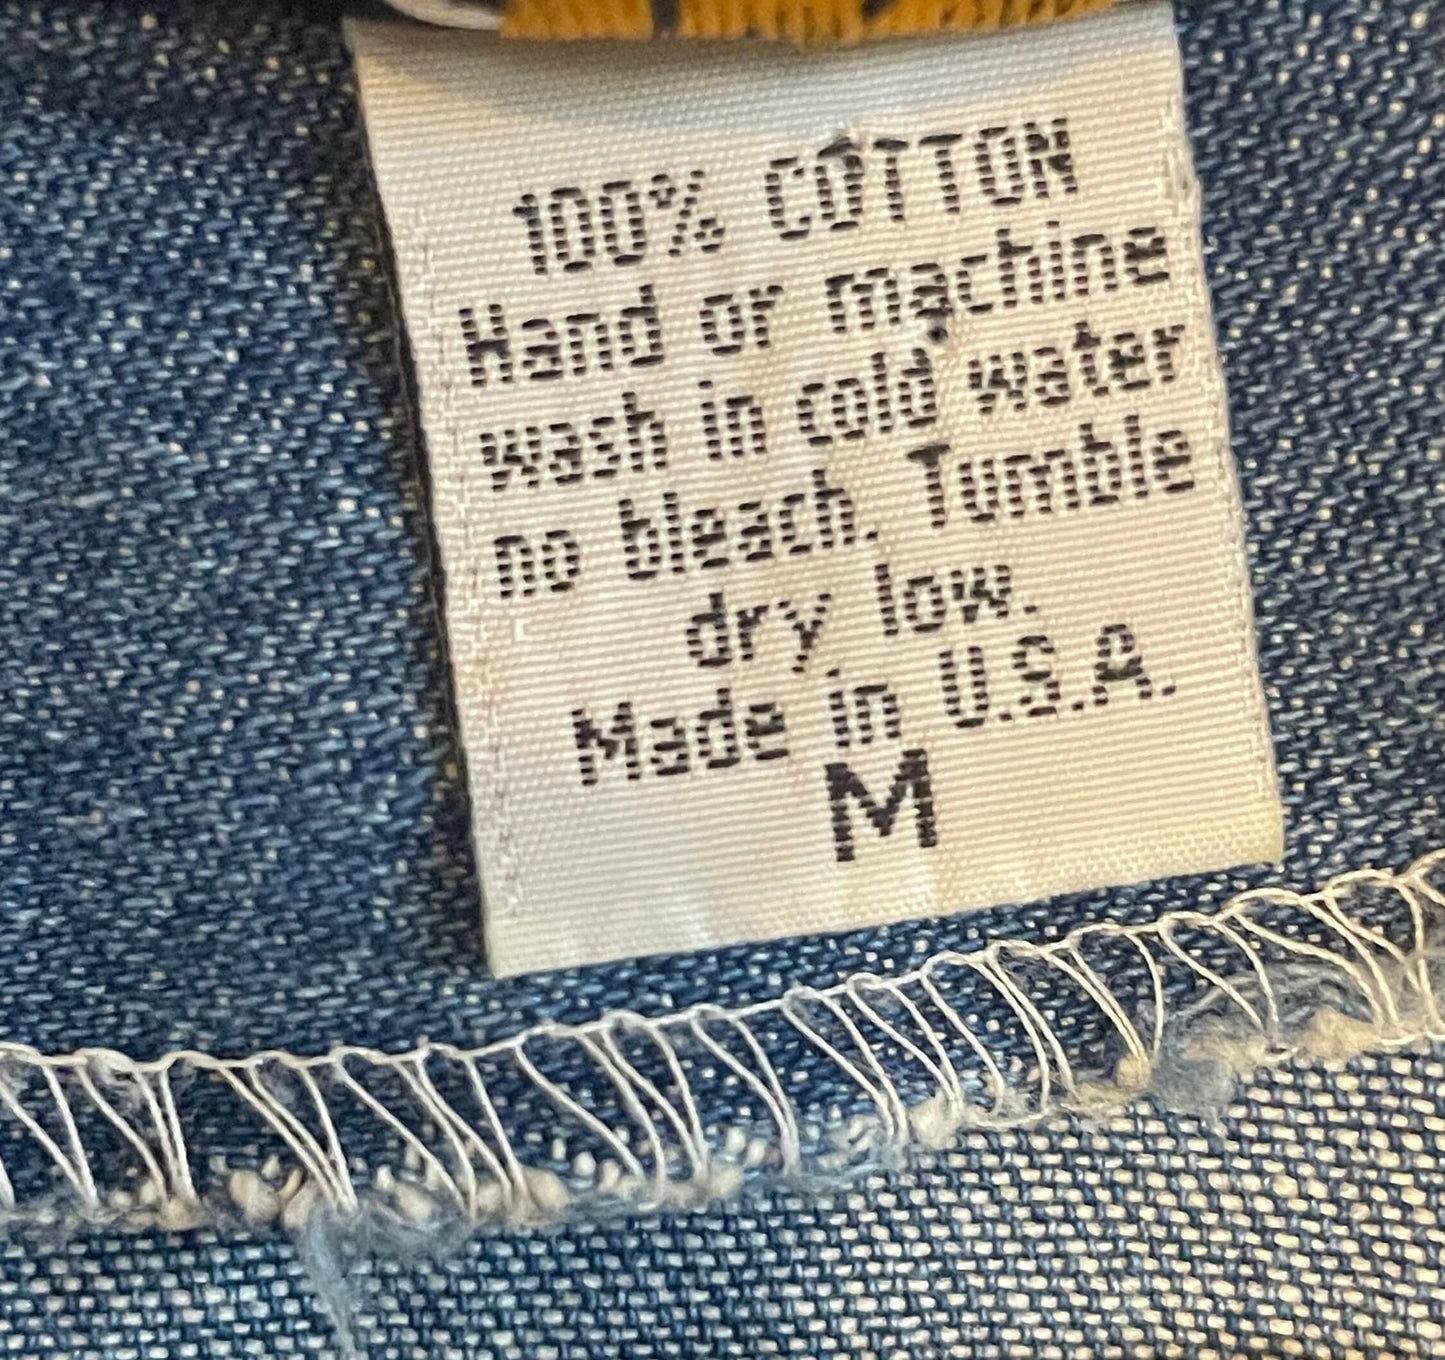 100% COTTON
Hand or machine
wash in cold water
no bleach. Tumble
dry low.
Made in U.S.A.
M